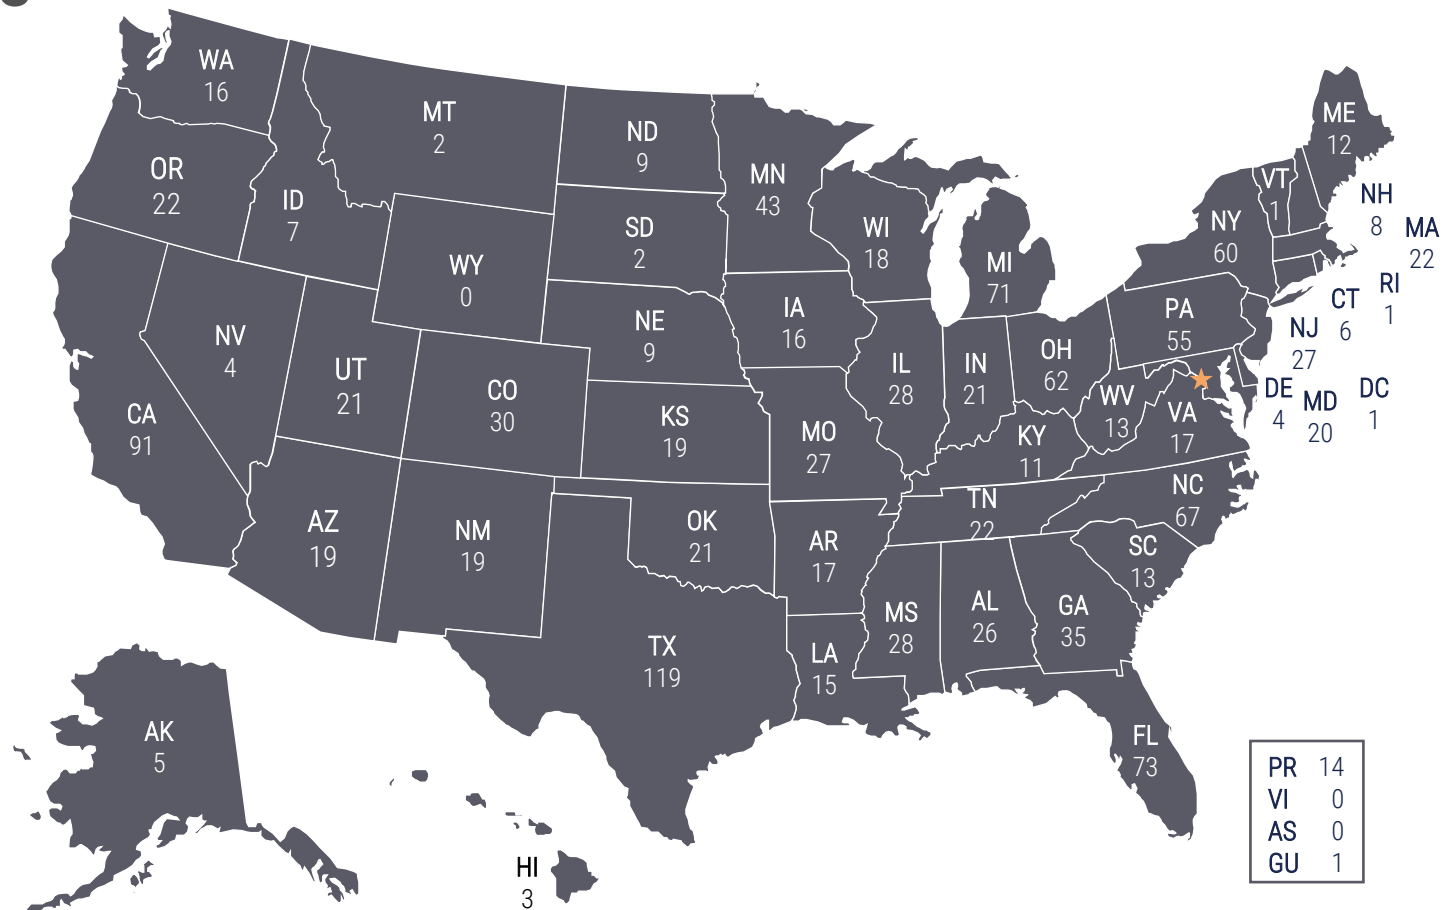 WA
16
MT
2
ND
9
MN
43
ME
12
OR
22
ID
7
SD
2
WI
18
MI
71
NY
60
VT
1
NH
8
MA
22
WY
0
NE
9
IA
16
PA
55
CT
6
RI
1
NJ
27
NV
4
UT
21
CO
30
KS
19
MO
27
IL
28
IN
21
OH
62
WV
13
VA
17
DE
4
MD
20
DC
1
CA
91
KY
11
AZ
19
NM
19
OK
21
AR
17
TN
22
NC
67
SC
13
TX
119
LA
15
MS
28
AL
26
GA
35
FL
73
AK
5
HI
3
PR 14
VI 0
AS 0
GU 1